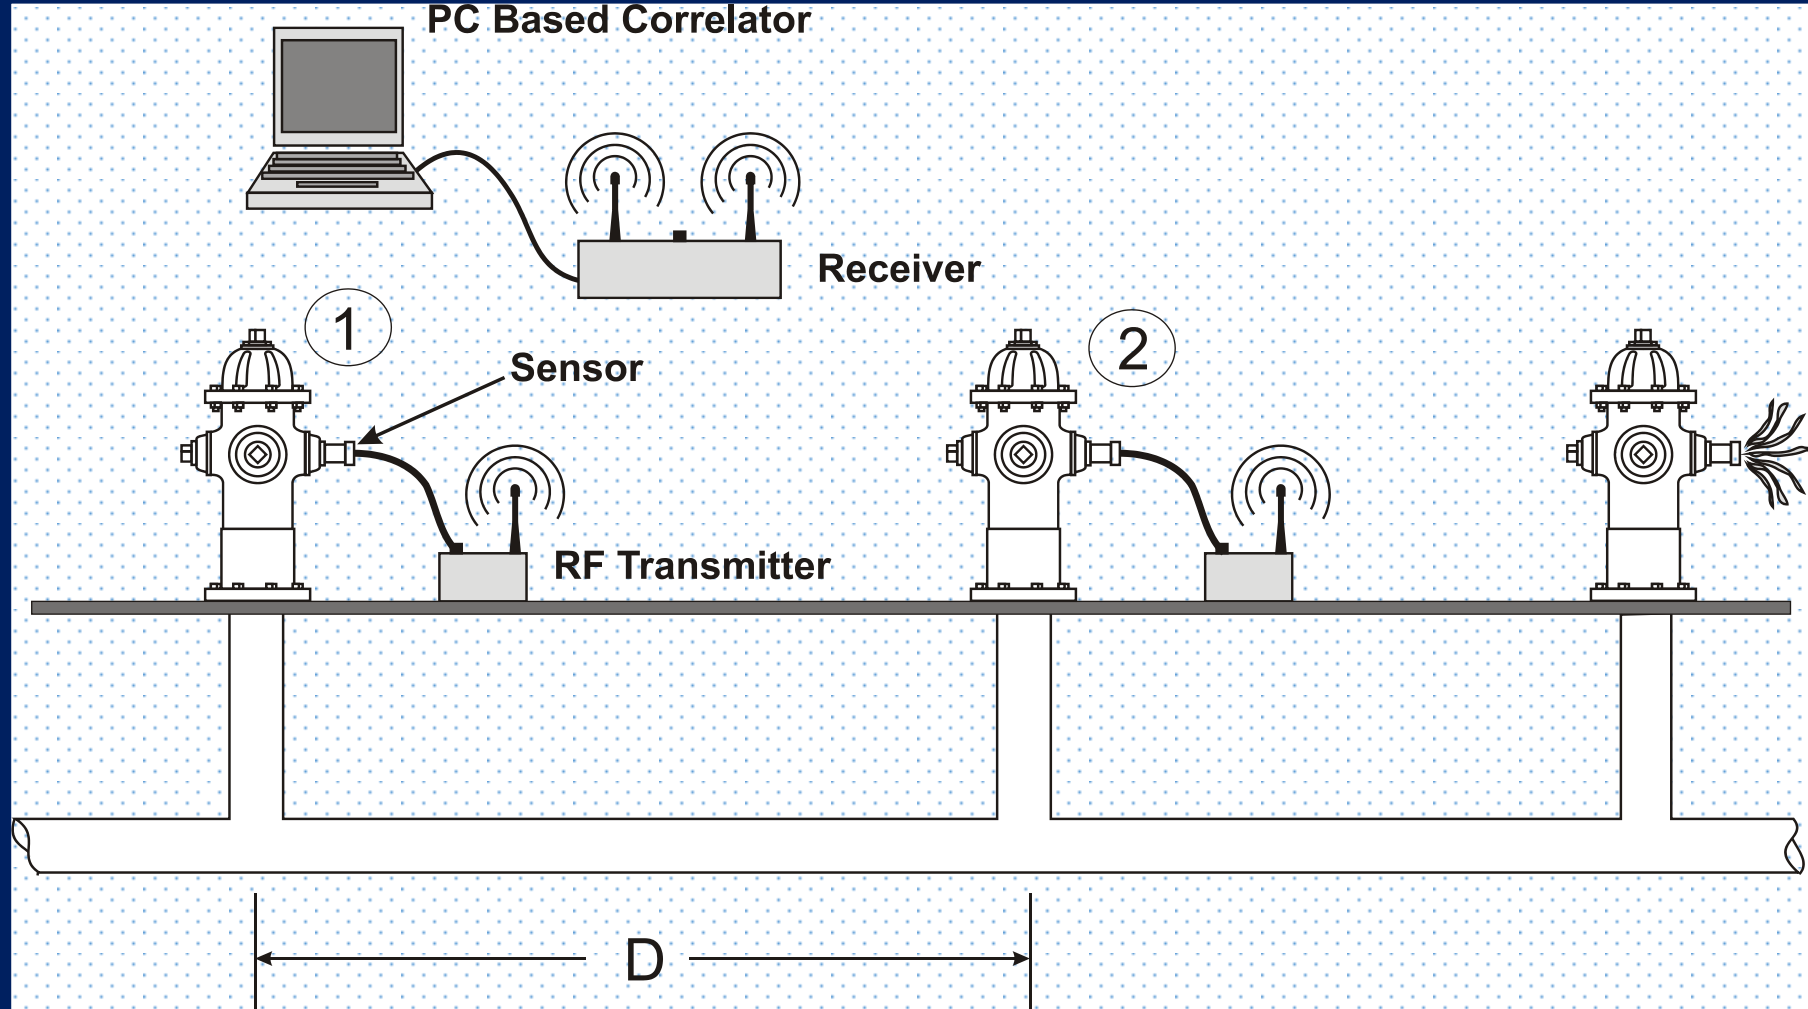 PC Based Correlator
Receiver
1
2
Sensor
RF Transmitter
D